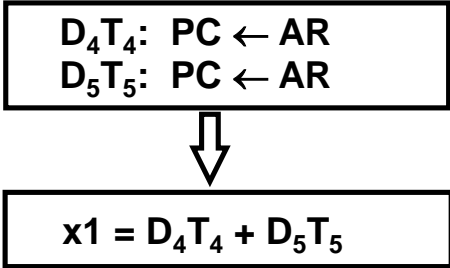 D₄T₄: PC ← AR
D₅T₅: PC ← AR
x1 = D₄T₄ + D₅T₅